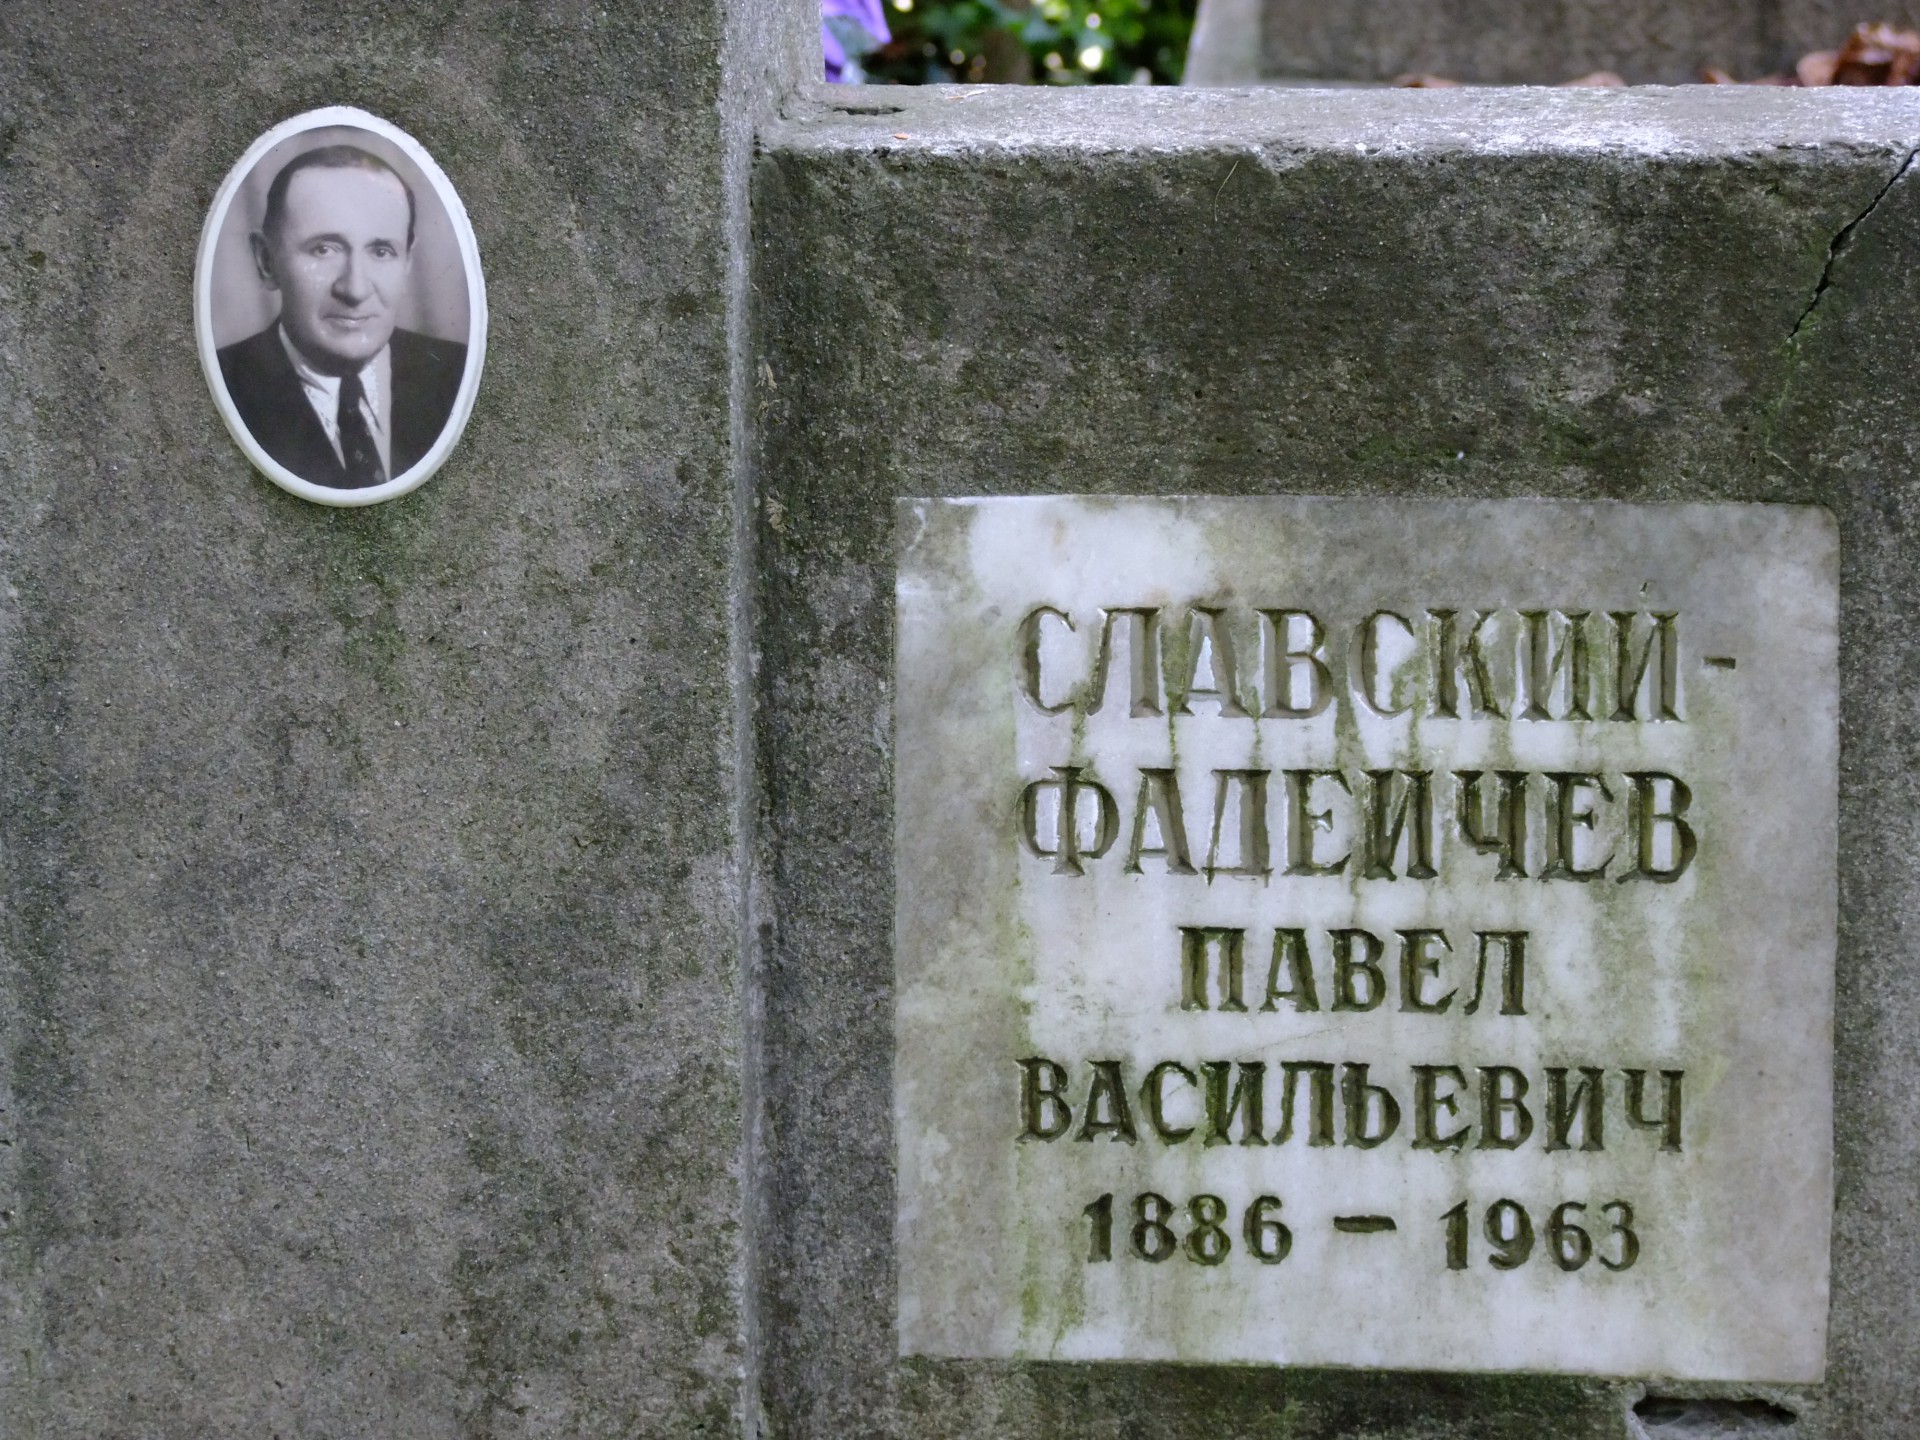 СЛАВСКИЙ-
ФАДЕИЧЕВ
ПАВЕЛ
ВАСИЛЬЕВИЧ
1886 – 1963